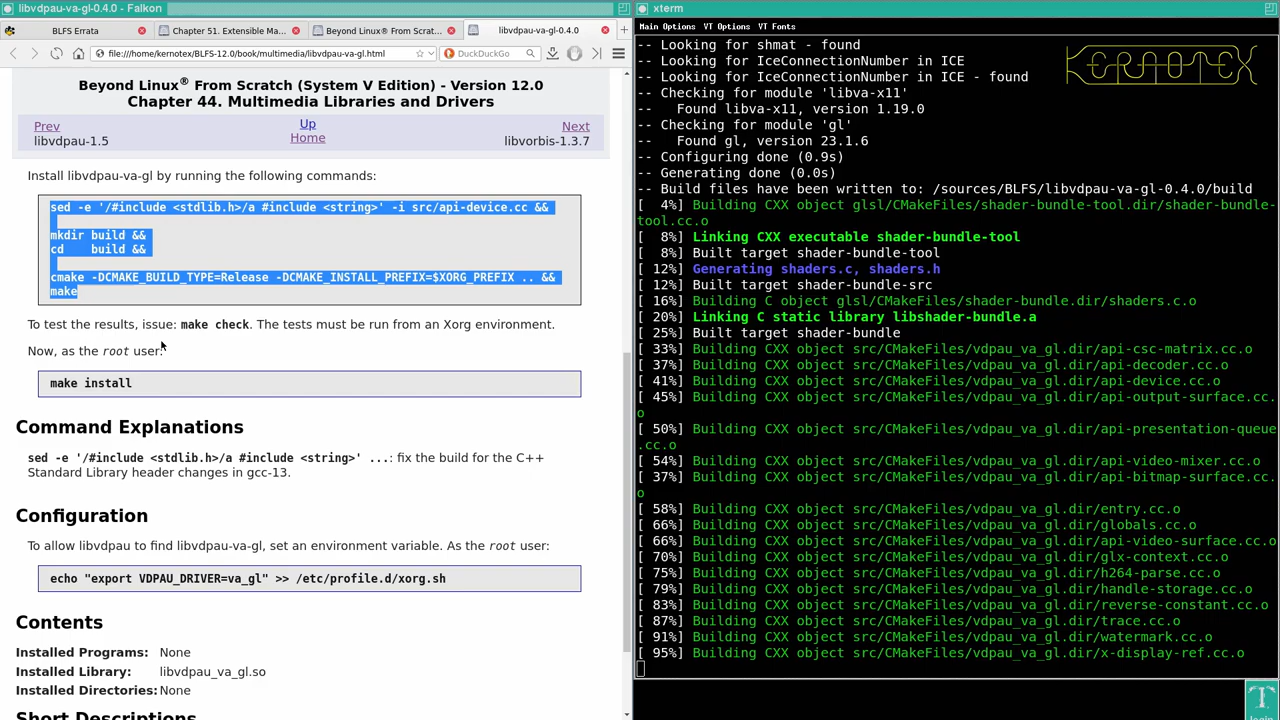 libvdpau-va-gl-0.4.0 - Falkon
BLFS Errata
Chapter 51. Extensible Ma...
Beyond Linux® From Scrat...
libvdpau-va-gl-0.4.0
file:///home/kernotex/BLFS-12.0/book/multimedia/libvdpau-va-gl.html
DuckDuckGo
Beyond Linux® From Scratch (System V Edition) - Version 12.0
Chapter 44. Multimedia Libraries and Drivers
Prev
Up
Next
libvdpau-1.5
Home
libvorbis-1.3.7
Install libvdpau-va-gl by running the following commands:
sed -e '/#include <stdlib.h>/a #include <string>' -i src/api-device.cc &&
mkdir build &&
cd    build &&
cmake -DCMAKE_BUILD_TYPE=Release -DCMAKE_INSTALL_PREFIX=$XORG_PREFIX .. &&
make
To test the results, issue: make check. The tests must be run from an Xorg environment.
Now, as the root user:
make install
Command Explanations
sed -e '/#include <stdlib.h>/a #include <string>' ...: fix the build for the C++
Standard Library header changes in gcc-13.
Configuration
To allow libvdpau to find libvdpau-va-gl, set an environment variable. As the root user:
echo "export VDPAU_DRIVER=va_gl" >> /etc/profile.d/xorg.sh
Contents
Installed Programs: None
Installed Library: libvdpau_va_gl.so
Installed Directories: None
Short Descriptions
xterm
Main Options VT Options VT Fonts
KERNOTEX
-- Looking for shmat - found
-- Looking for IceConnectionNumber in ICE
-- Looking for IceConnectionNumber in ICE - found
-- Checking for module 'libva-x11'
--   Found libva-x11, version 1.19.0
-- Checking for module 'gl'
--   Found gl, version 23.1.6
-- Configuring done (0.9s)
-- Generating done (0.0s)
-- Build files have been written to: /sources/BLFS/libvdpau-va-gl-0.4.0/build
[  4%] Building CXX object glsl/CMakeFiles/shader-bundle-tool.dir/shader-bundle-
tool.cc.o
[  8%] Linking CXX executable shader-bundle-tool
[  8%] Built target shader-bundle-tool
[ 12%] Generating shaders.c, shaders.h
[ 12%] Built target shader-bundle-src
[ 16%] Building C object glsl/CMakeFiles/shader-bundle.dir/shaders.c.o
[ 20%] Linking C static library libshader-bundle.a
[ 25%] Built target shader-bundle
[ 33%] Building CXX object src/CMakeFiles/vdpau_va_gl.dir/api-csc-matrix.cc.o
[ 37%] Building CXX object src/CMakeFiles/vdpau_va_gl.dir/api-decoder.cc.o
[ 41%] Building CXX object src/CMakeFiles/vdpau_va_gl.dir/api-device.cc.o
[ 45%] Building CXX object src/CMakeFiles/vdpau_va_gl.dir/api-output-surface.cc.
o
[ 50%] Building CXX object src/CMakeFiles/vdpau_va_gl.dir/api-presentation-queue
.cc.o
[ 54%] Building CXX object src/CMakeFiles/vdpau_va_gl.dir/api-video-mixer.cc.o
[ 37%] Building CXX object src/CMakeFiles/vdpau_va_gl.dir/api-bitmap-surface.cc.
o
[ 58%] Building CXX object src/CMakeFiles/vdpau_va_gl.dir/entry.cc.o
[ 66%] Building CXX object src/CMakeFiles/vdpau_va_gl.dir/globals.cc.o
[ 66%] Building CXX object src/CMakeFiles/vdpau_va_gl.dir/api-video-surface.cc.o
[ 70%] Building CXX object src/CMakeFiles/vdpau_va_gl.dir/glx-context.cc.o
[ 75%] Building CXX object src/CMakeFiles/vdpau_va_gl.dir/h264-parse.cc.o
[ 79%] Building CXX object src/CMakeFiles/vdpau_va_gl.dir/handle-storage.cc.o
[ 83%] Building CXX object src/CMakeFiles/vdpau_va_gl.dir/reverse-constant.cc.o
[ 87%] Building CXX object src/CMakeFiles/vdpau_va_gl.dir/trace.cc.o
[ 91%] Building CXX object src/CMakeFiles/vdpau_va_gl.dir/watermark.cc.o
[ 95%] Building CXX object src/CMakeFiles/vdpau_va_gl.dir/x-display-ref.cc.o
login